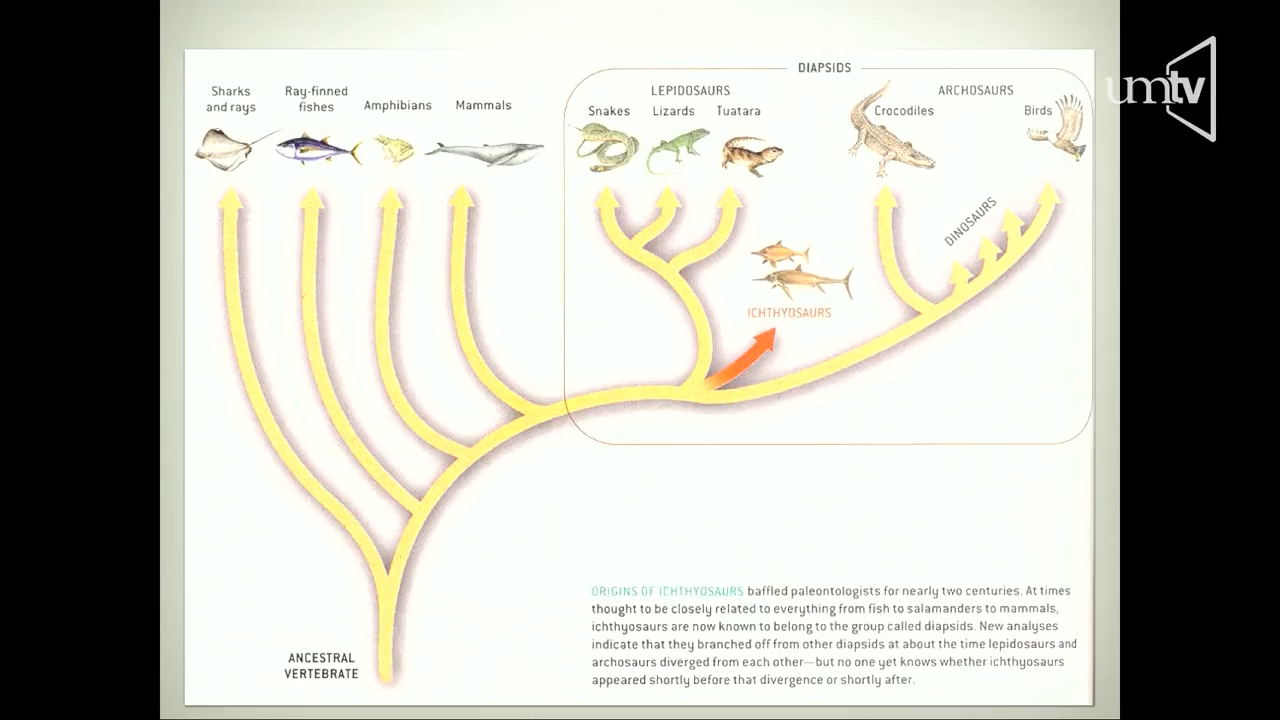 umtv
DIAPSIDS
Sharks
and rays
Ray-finned
fishes
Amphibians
Mammals
LEPIDOSAURS
Snakes
Lizards
Tuatara
ARCHOSAURS
Crocodiles
Birds
DINOSAURS
ICHTHYOSAURS
ORIGINS OF ICHTHYOSAURS baffled paleontologists for nearly two centuries. At times
thought to be closely related to everything from fish to salamanders to mammals,
ichthyosaurs are now known to belong to the group called diapsids. New analyses
indicate that they branched off from other diapsids at about the time lepidosaurs and
archosaurs diverged from each other—but no one yet knows whether ichthyosaurs
appeared shortly before that divergence or shortly after.
ANCESTRAL
VERTEBRATE